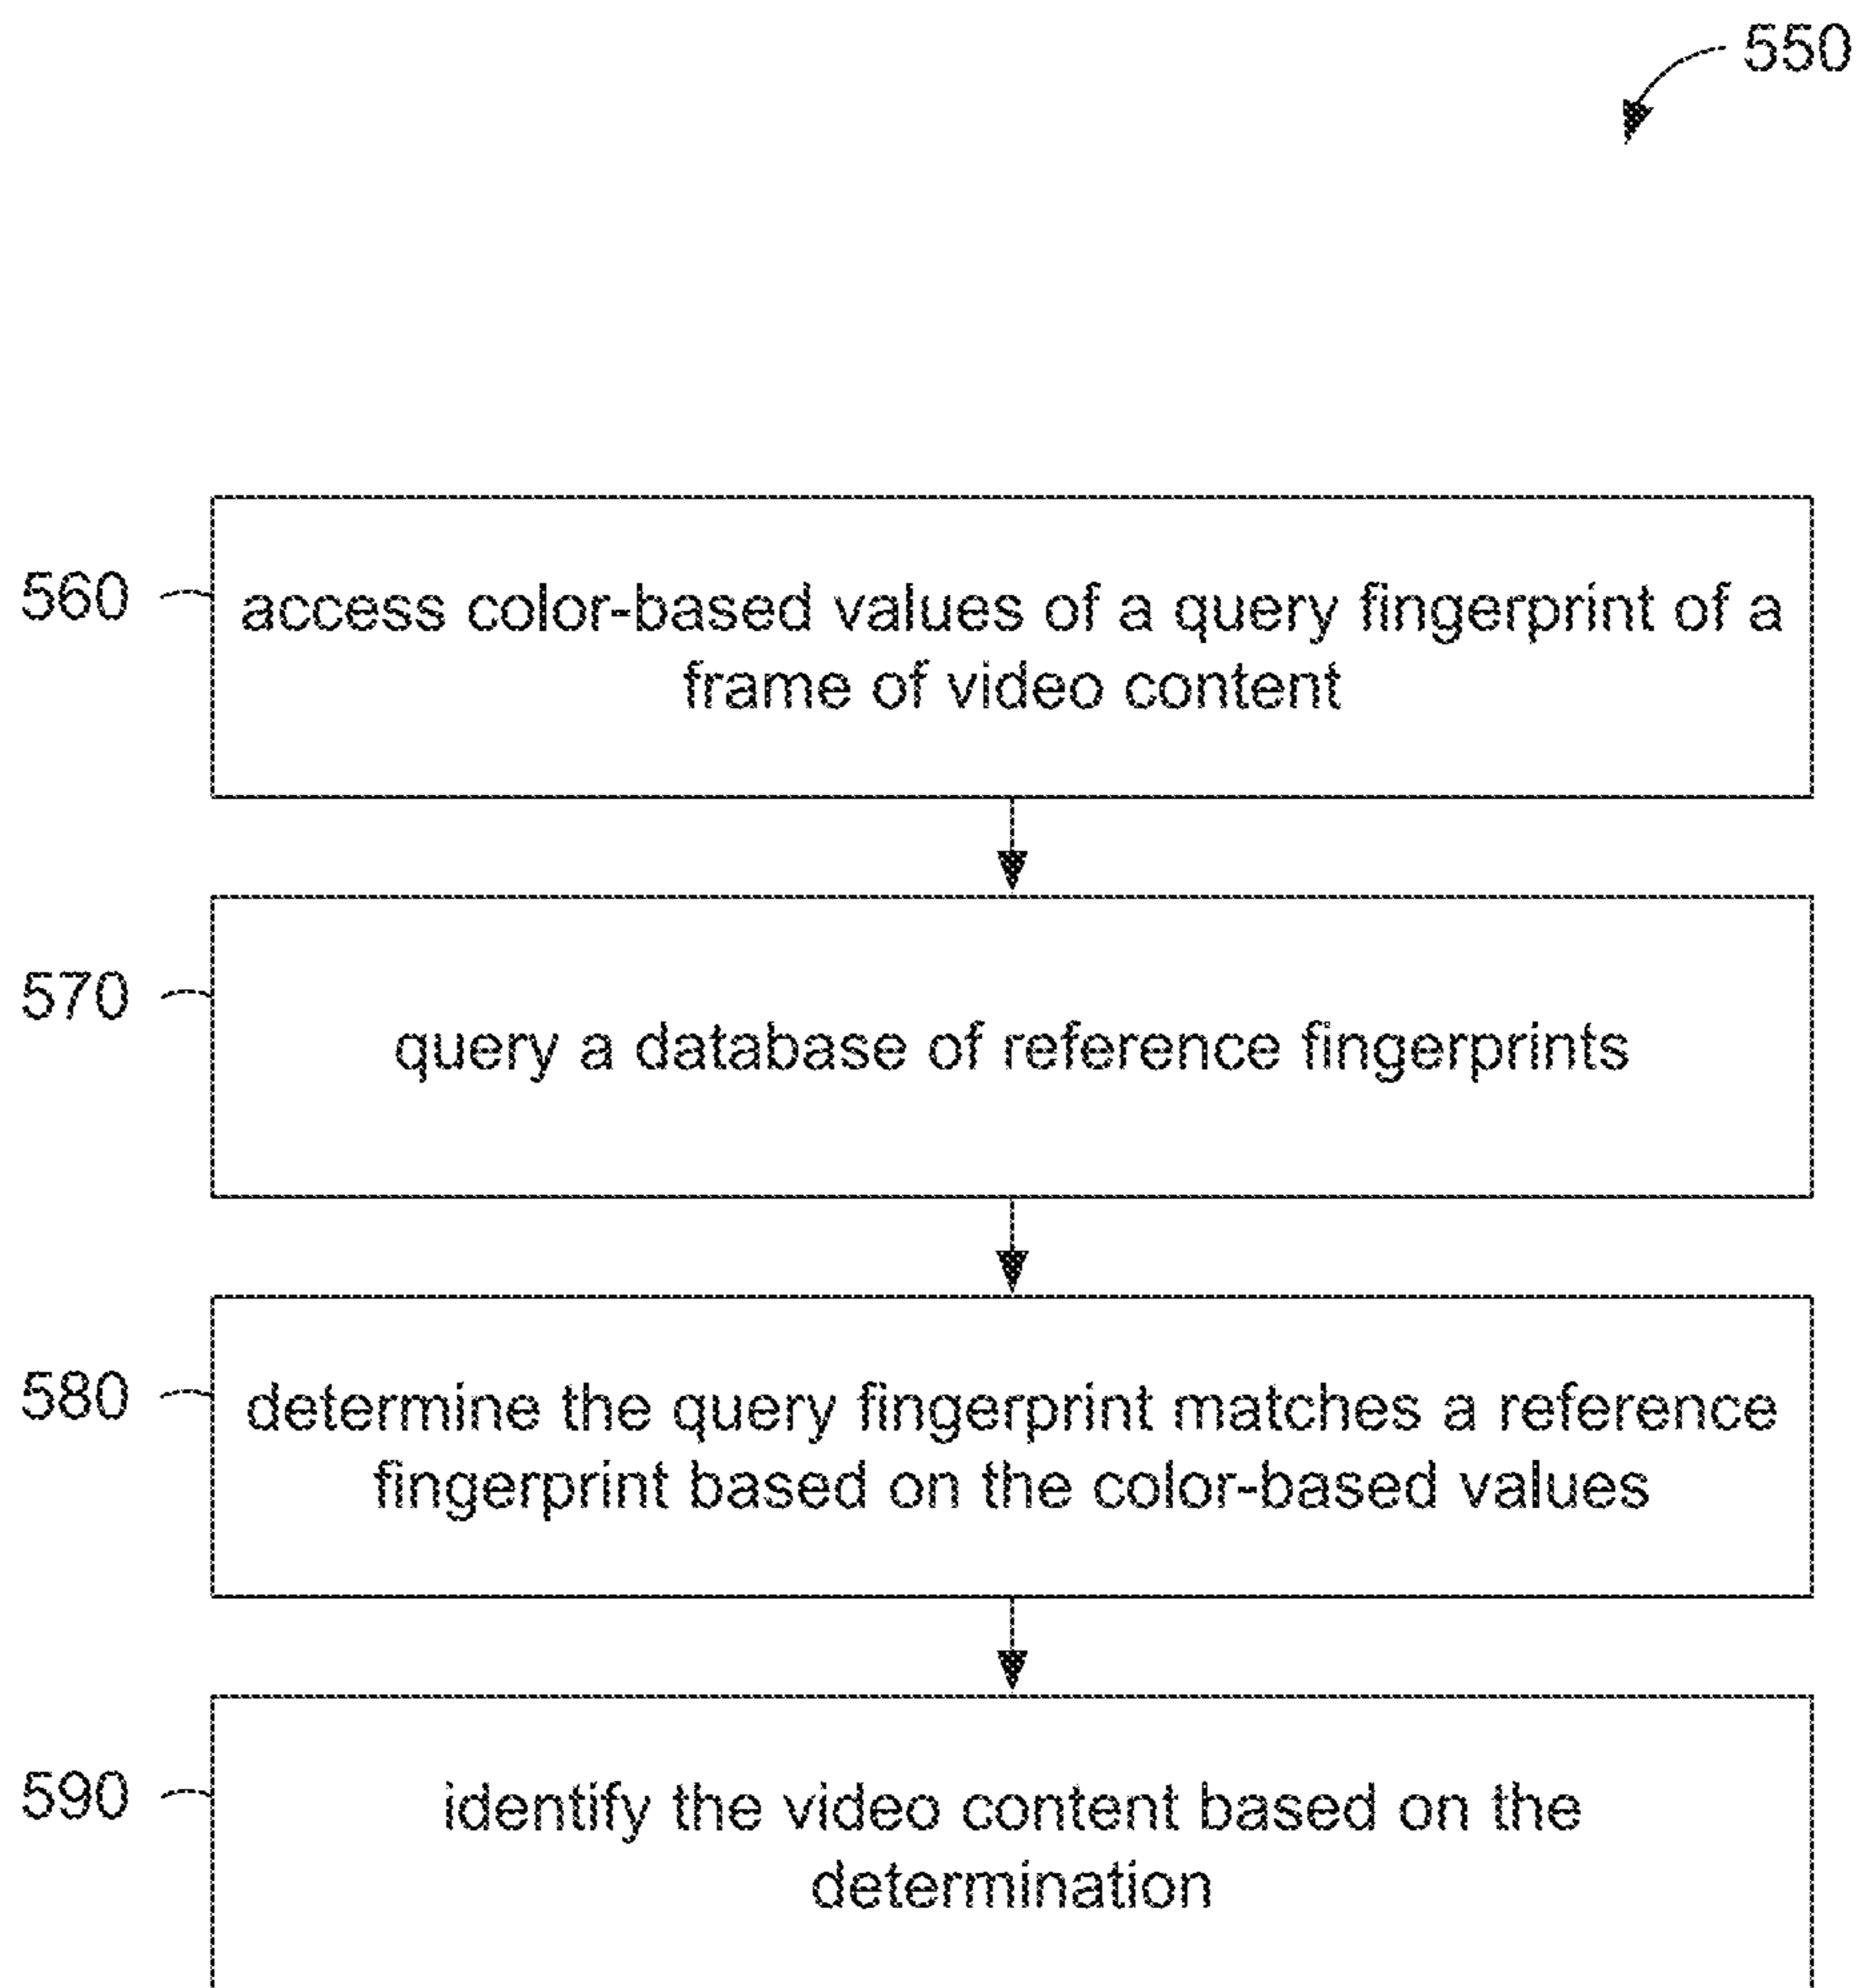 550
560
access color-based values of a query fingerprint of a
frame of video content
570
query a database of reference fingerprints
580
determine the query fingerprint matches a reference
fingerprint based on the color-based values
590
identify the video content based on the
determination